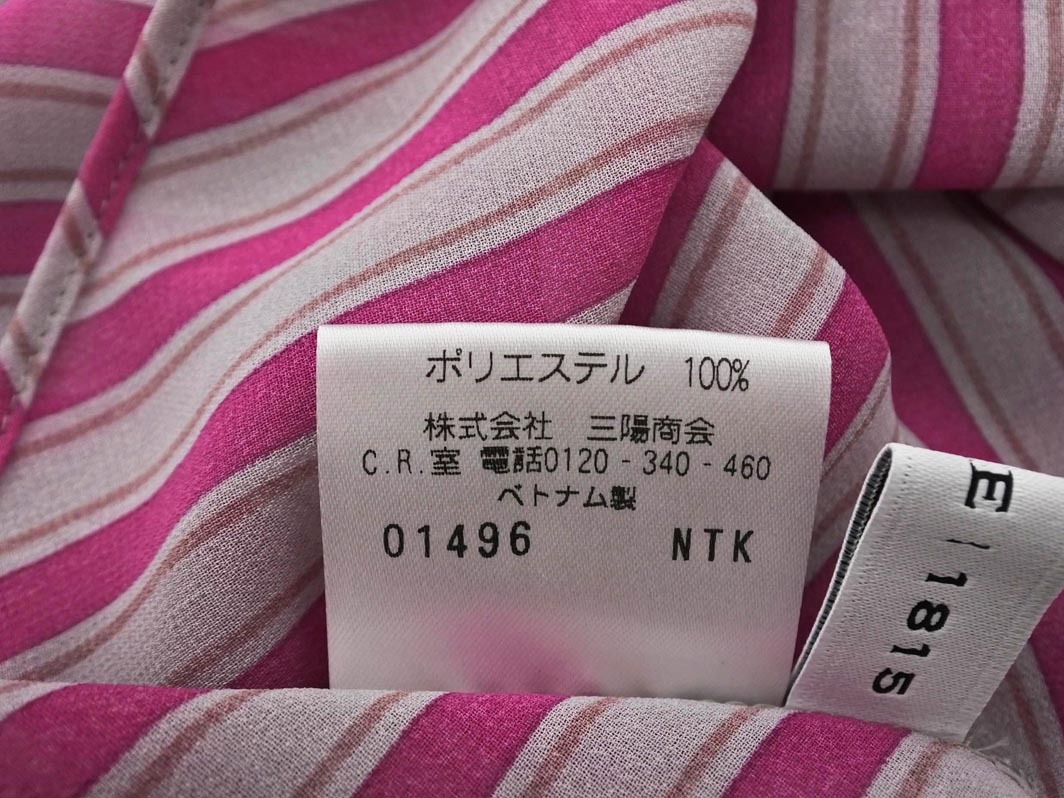 ポリエステル 100%
株式会社 三陽商会
C.R.室 電話0120-340-460
ベトナム製
01496 NTK
E 1815